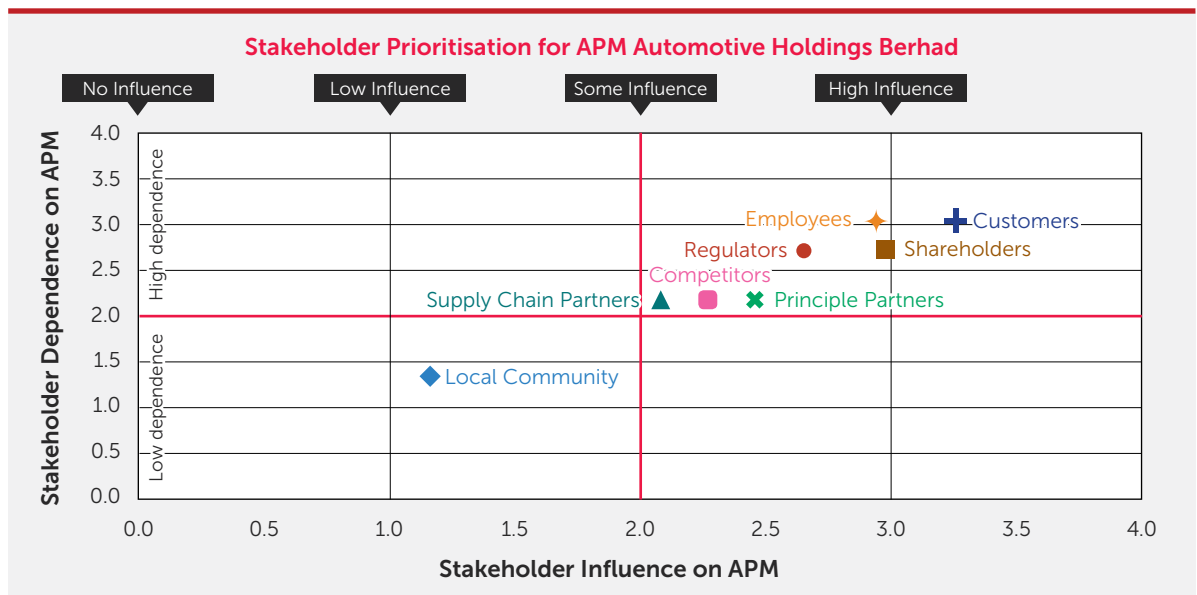 Stakeholder Prioritisation for APM Automotive Holdings Berhad
No Influence
Low Influence
Some Influence
High Influence
Stakeholder Dependence on APM
4.0
3.5
3.0
2.5
2.0
1.5
1.0
0.5
0.0
High dependence
Low dependence
Employees
Customers
Regulators
Shareholders
Competitors
Supply Chain Partners
Principle Partners
Local Community
0.0
0.5
1.0
1.5
2.0
2.5
3.0
3.5
4.0
Stakeholder Influence on APM